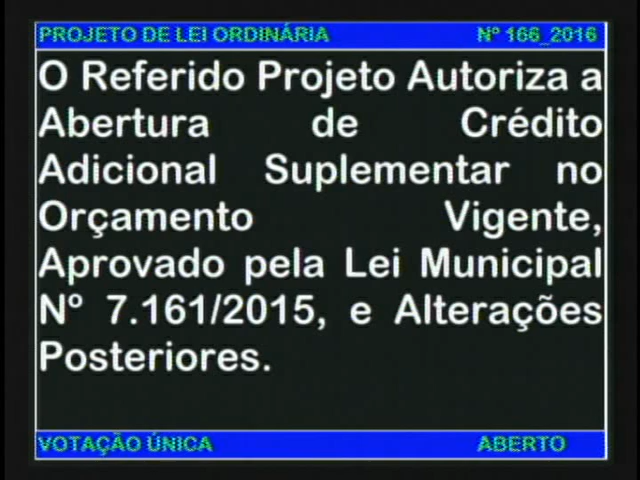 PROJETO DE LEI ORDINÁRIA Nº 166_2016
O Referido Projeto Autoriza a
Abertura de Crédito
Adicional Suplementar no
Orçamento Vigente,
Aprovado pela Lei Municipal
Nº 7.161/2015, e Alterações
Posteriores.
VOTAÇÃO ÚNICA ABERTO